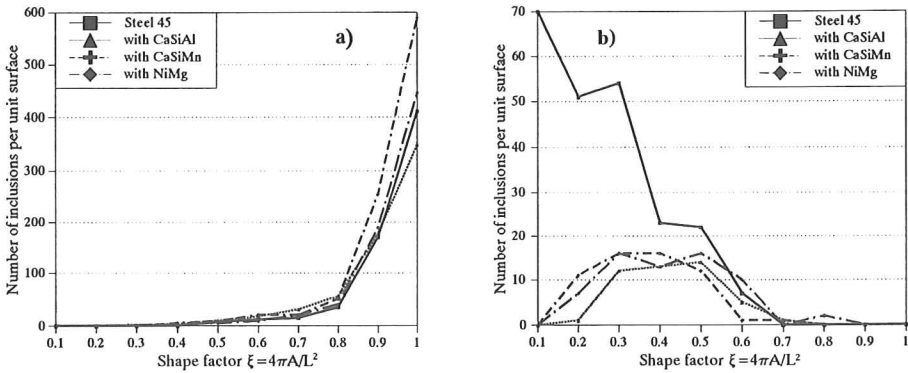 Number of inclusions per unit surface
600
500
400
300
200
100
0
Steel 45
with CaSiAl
with CaSiMn
with NiMg
a)
0.1 0.2 0.3 0.4 0.5 0.6 0.7 0.8 0.9 1
Shape factor ξ=4πA/L²
Number of inclusions per unit surface
70
60
50
40
30
20
10
0
b)
Steel 45
with CaSiAl
with CaSiMn
with NiMg
0.1 0.2 0.3 0.4 0.5 0.6 0.7 0.8 0.9 1
Shape factor ξ=4πA/L²